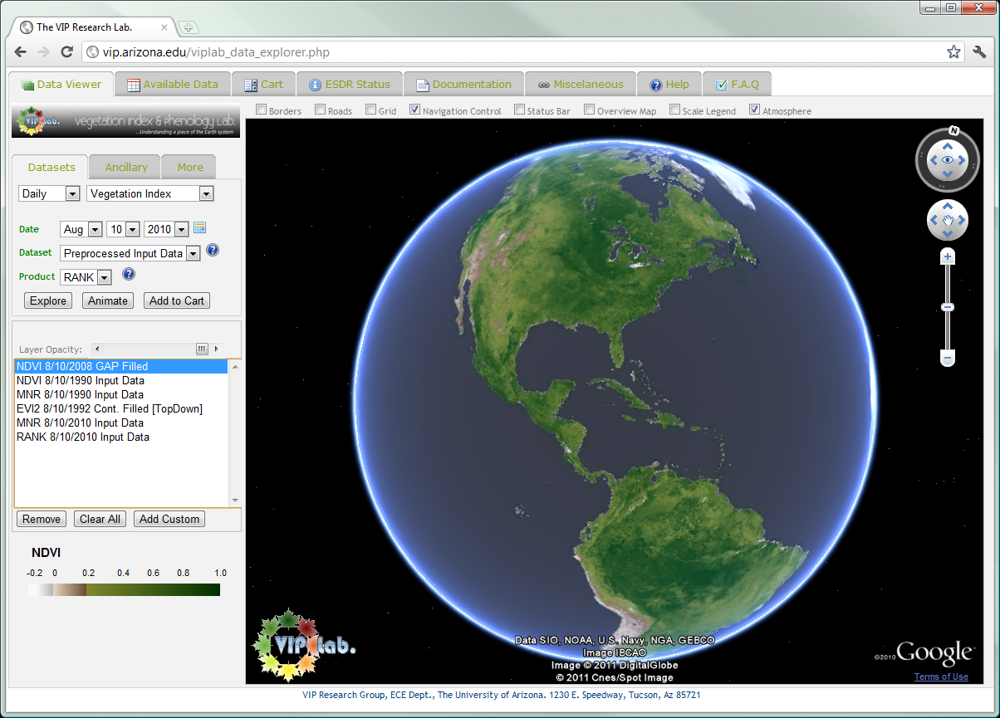 The VIP Research Lab.
vip.arizona.edu/viplab_data_explorer.php
Data Viewer Available Data Cart ESDR Status Documentation Miscelaneous Help F.A.Q
VIP Lab. vegetation index & phenology Lab.
...Understanding a piece of the Earth system
Borders Roads Grid Navigation Control Status Bar Overview Map Scale Legend Atmosphere
Datasets Ancillary More
Daily Vegetation Index
Date Aug 10 2010
Dataset Preprocessed Input Data
Product RANK
Explore Animate Add to Cart
Layer Opacity:
NDVI 8/10/2008 GAP Filled
NDVI 8/10/1990 Input Data
MNR 8/10/1990 Input Data
EVI2 8/10/1992 Cont. Filled [TopDown]
MNR 8/10/2010 Input Data
RANK 8/10/2010 Input Data
Remove Clear All Add Custom
NDVI
-0.2 0 0.2 0.4 0.6 0.8 1.0
N
VIP Lab.
Data SIO, NOAA, U.S. Navy, NGA, GEBCO
Image IBCAO
Image © 2011 DigitalGlobe
© 2011 Cnes/Spot Image
©2010 Google™
Terms of Use
VIP Research Group, ECE Dept., The University of Arizona. 1230 E. Speedway, Tucson, Az 85721